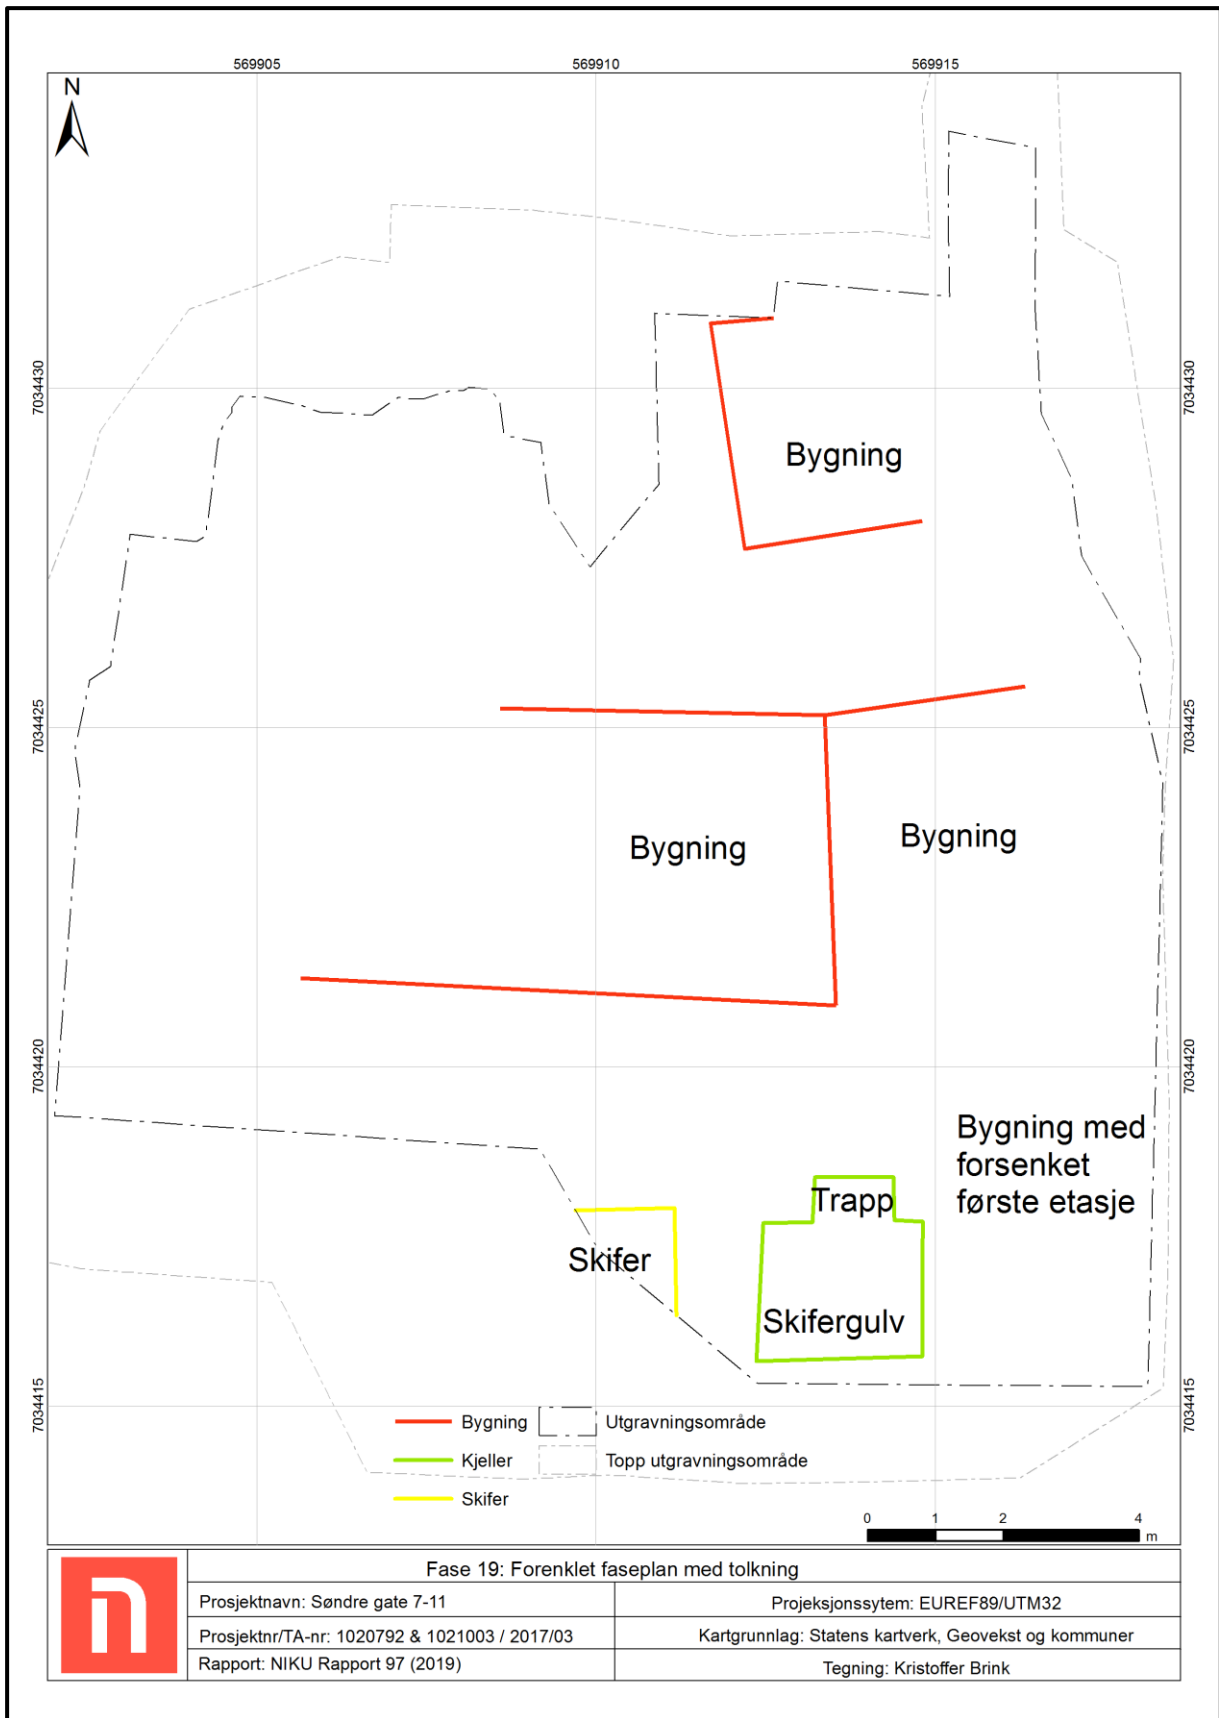 569905 569910 569915
N
7034430 7034430
Bygning
7034425 7034425
Bygning Bygning
7034420 7034420
Bygning med
forsenket
første etasje
Trapp
Skifer
Skifergulv
7034415 7034415
Bygning Utgravningsområde
Kjeller Topp utgravningsområde
Skifer
0 1 2 4
m
Fase 19: Forenklet faseplan med tolkning
Prosjektnavn: Søndre gate 7-11 Projeksjonssytem: EUREF89/UTM32
Prosjektnr/TA-nr: 1020792 & 1021003 / 2017/03 Kartgrunnlag: Statens kartverk, Geovekst og kommuner
Rapport: NIKU Rapport 97 (2019) Tegning: Kristoffer Brink